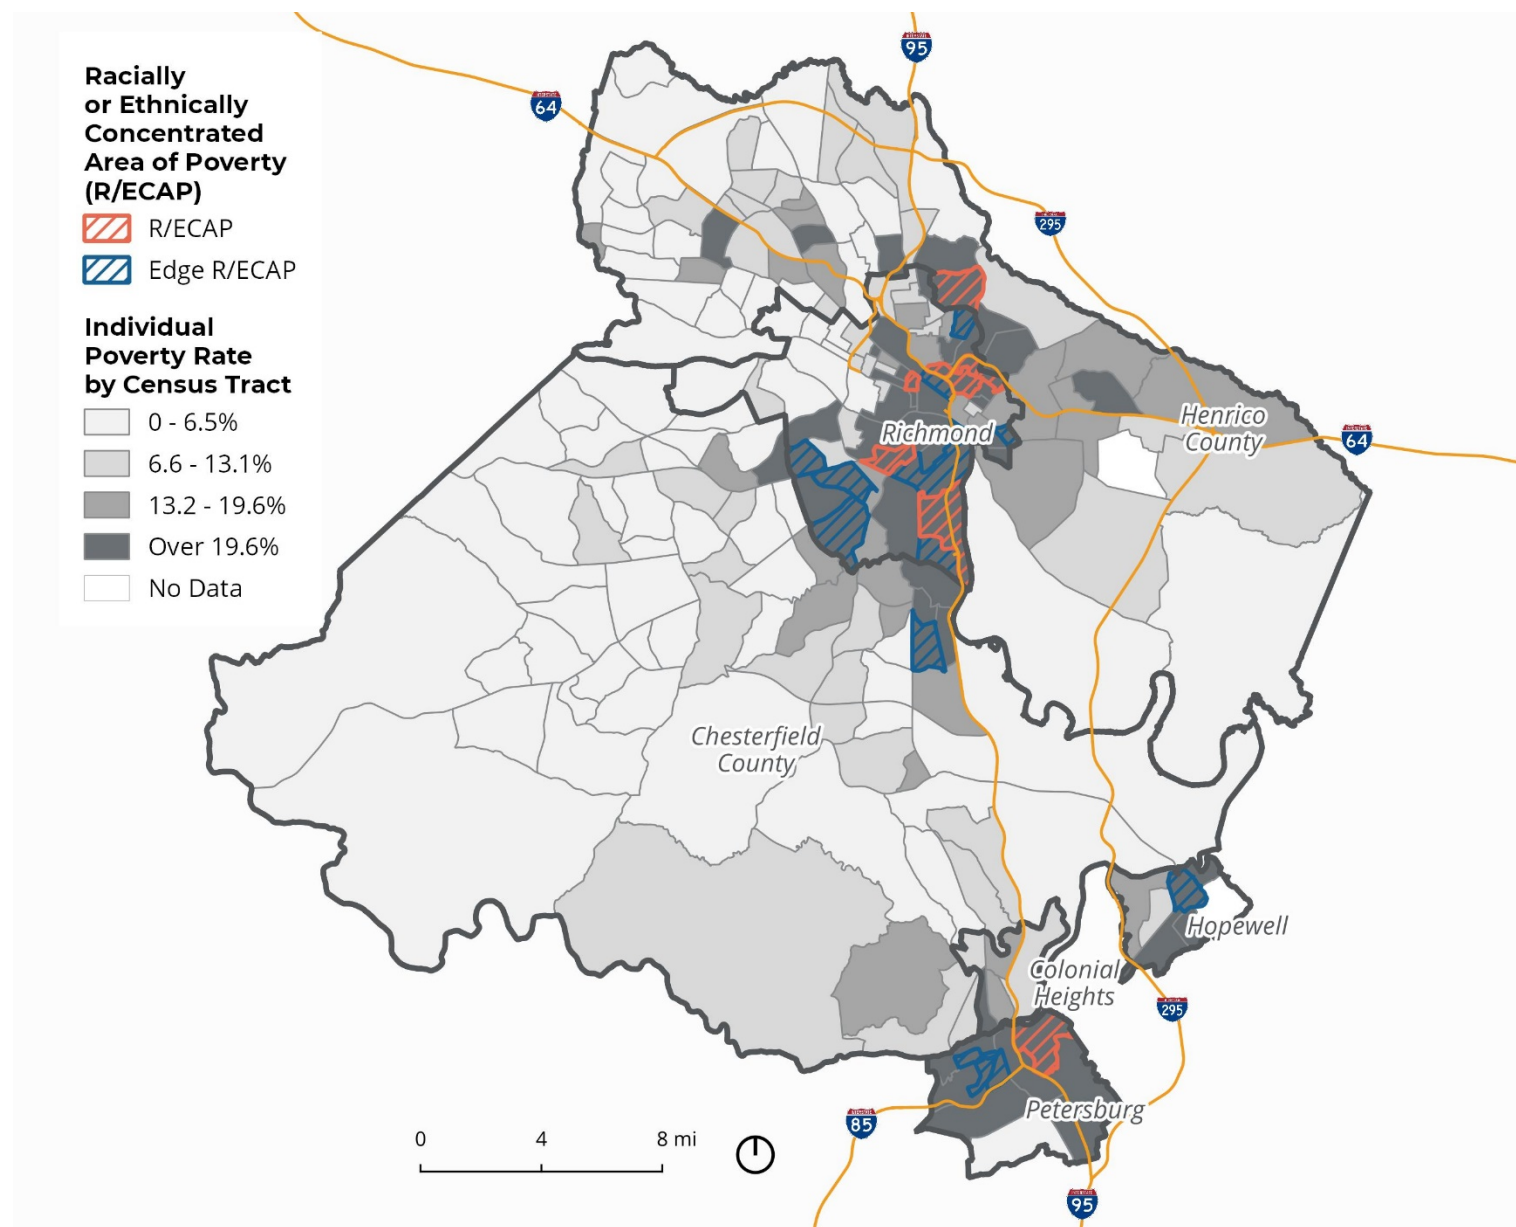 Racially
or Ethnically
Concentrated
Area of Poverty
(R/ECAP)
R/ECAP
Edge R/ECAP
Individual
Poverty Rate
by Census Tract
0 - 6.5%
6.6 - 13.1%
13.2 - 19.6%
Over 19.6%
No Data
95
64
295
Henrico
County
Richmond
64
Chesterfield
County
Hopewell
Colonial
Heights
295
Petersburg
85
95
0 4 8 mi